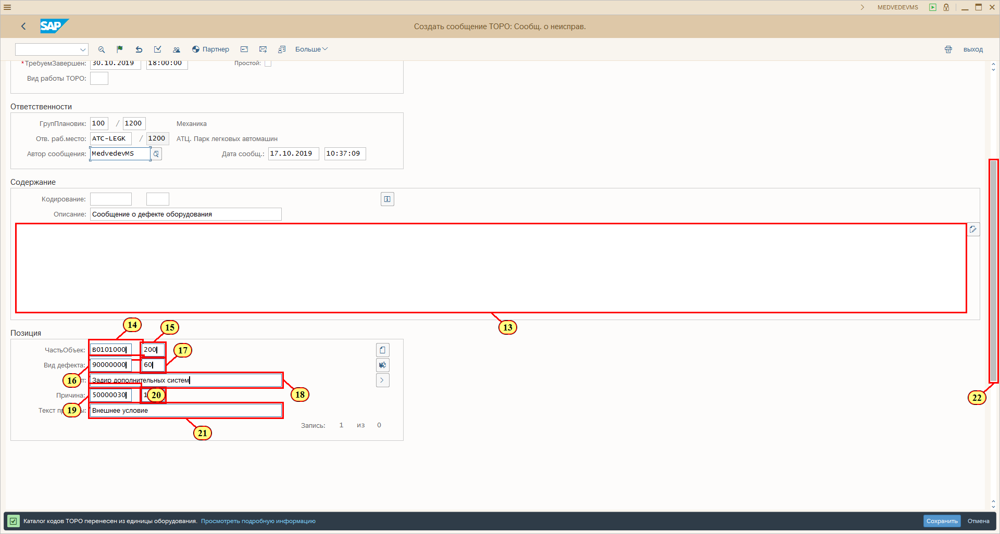 MEDVEDEVMS
SAP
Создать сообщение ТОРО: Сообщ. о неисправ.
Партнер
Больше
выход
*ТребуемЗавершен: 30.10.2019 18:00:00 Простой:
Вид работы ТОРО:
Ответственности
ГрупПлановик: 100 / 1200 Механика
Отв. раб.место: ATC-LEGK / 1200 АТЦ. Парк легковых автомашин
Автор сообщения: MedvedevMS Дата сообщ.: 17.10.2019 10:37:09
Содержание
Кодирование:
Описание: Сообщение о дефекте оборудования
13
14
15
Позиция
ЧастьОбъек: B0101000 200
17
Вид дефекта: 90000000 60
16
Задир дополнительных систем
18
Причина: 50000030 1
20
19
Текст пр ы: Внешнее условие
21
22
Запись: 1 из 0
Каталог кодов ТОРО перенесен из единицы оборудования. Просмотреть подробную информацию
Сохранить
Отмена